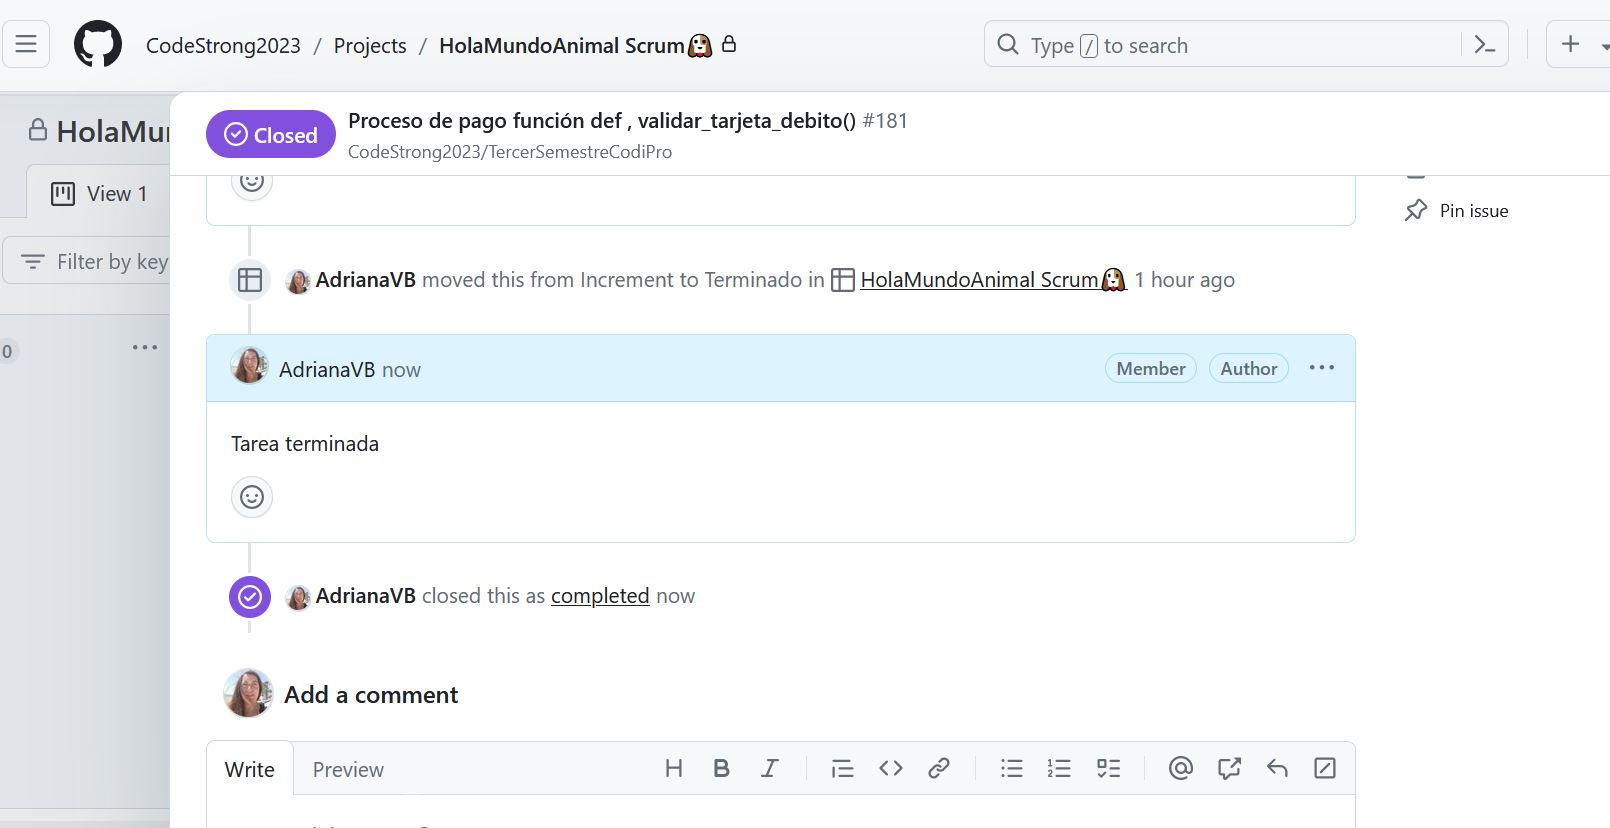 CodeStrong2023 / Projects / HolaMundoAnimal Scrum
Type / to search
HolaMu
View 1
Filter by key
0
Closed
Proceso de pago función def , validar_tarjeta_debito() #181
CodeStrong2023/TercerSemestreCodiPro
Pin issue
AdrianaVB moved this from Increment to Terminado in HolaMundoAnimal Scrum 1 hour ago
AdrianaVB now
Member
Author
Tarea terminada
AdrianaVB closed this as completed now
Add a comment
Write
Preview